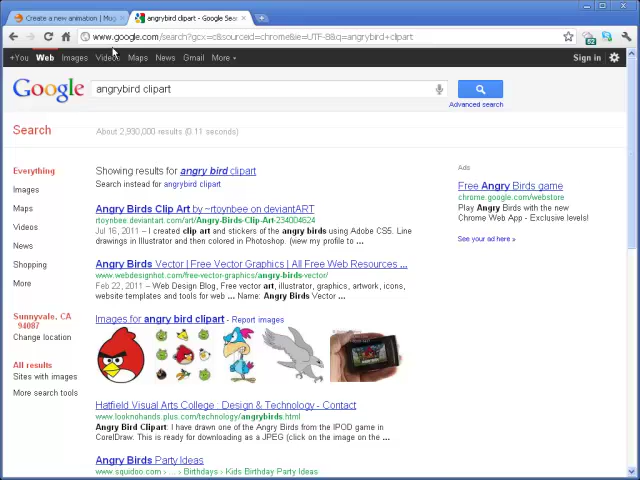 Create a new animation | Mug
angrybird clipart - Google Sear
www.google.com/search?gcx=c&sourceid=chrome&ie=UTF-8&q=angrybird+clipart
+You Web Images Videos Maps News Gmail More
Sign in
Google
angrybird clipart
Advanced search
Search
About 2,930,000 results (0.11 seconds)
Everything
Images
Maps
Videos
News
Shopping
More
Sunnyvale, CA
94087
Change location
All results
Sites with images
More search tools
Showing results for angry bird clipart
Search instead for angrybird clipart
Angry Birds Clip Art by ~rtoynbee on deviantART
rtoynbee.deviantart.com/art/Angry-Birds-Clip-Art-234004624
Jul 16, 2011 – I created clip art and stickers of the angry birds using Adobe CS5. Line
drawings in Illustrator and then colored in Photoshop. (view my profile to ...
Angry Birds Vector | Free Vector Graphics | All Free Web Resources ...
www.webdesignhot.com/free-vector-graphics/angry-birds-vector/
Feb 22, 2011 – Web Design Blog, Free vector art, illustrator, graphics, artwork, icons,
website templates and tools for web ... Name: Angry Birds Vector ...
Images for angry bird clipart - Report images
Hatfield Visual Arts College : Design & Technology - Contact
www.looknohands.plus.com/technology/angrybirds.html
Angry Bird Clipart: I have drawn one of the Angry Birds from the IPOD game in
CorelDraw. This is ready for downloading as a JPEG (click on the image on the ...
Angry Birds Party Ideas
www.squidoo.com › ... › Birthdays › Kids Birthday Party Ideas
Ads
Free Angry Birds game
chrome.google.com/webstore
Play Angry Birds with the new
Chrome Web App - Exclusive levels!
See your ad here »